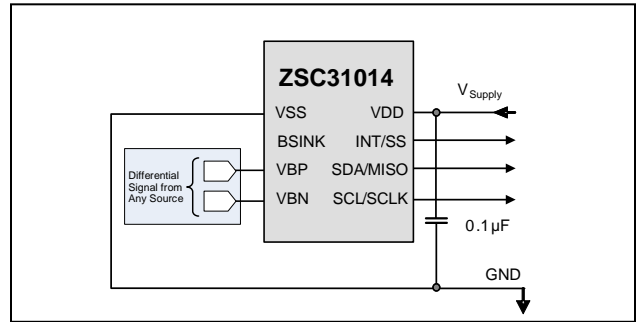 ZSC31014
VSS VDD
BSINK INT/SS
VBP SDA/MISO
VBN SCL/SCLK
VSupply
Differential
Signal from
Any Source
0.1µF
GND